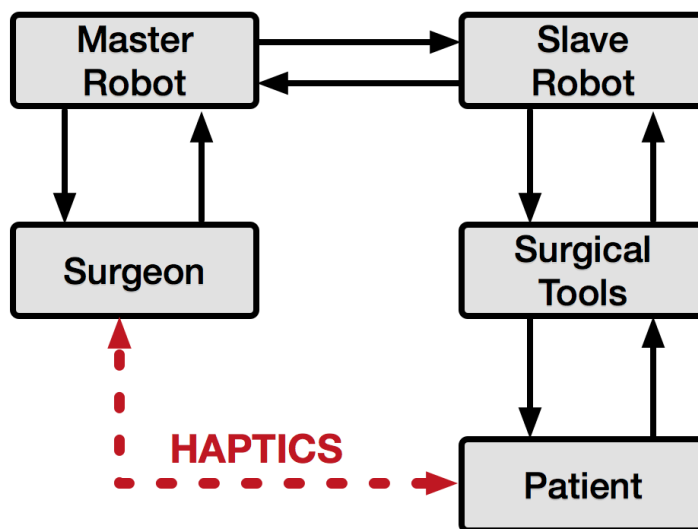 Master
Robot
Slave
Robot
Surgeon
Surgical
Tools
HAPTICS
Patient